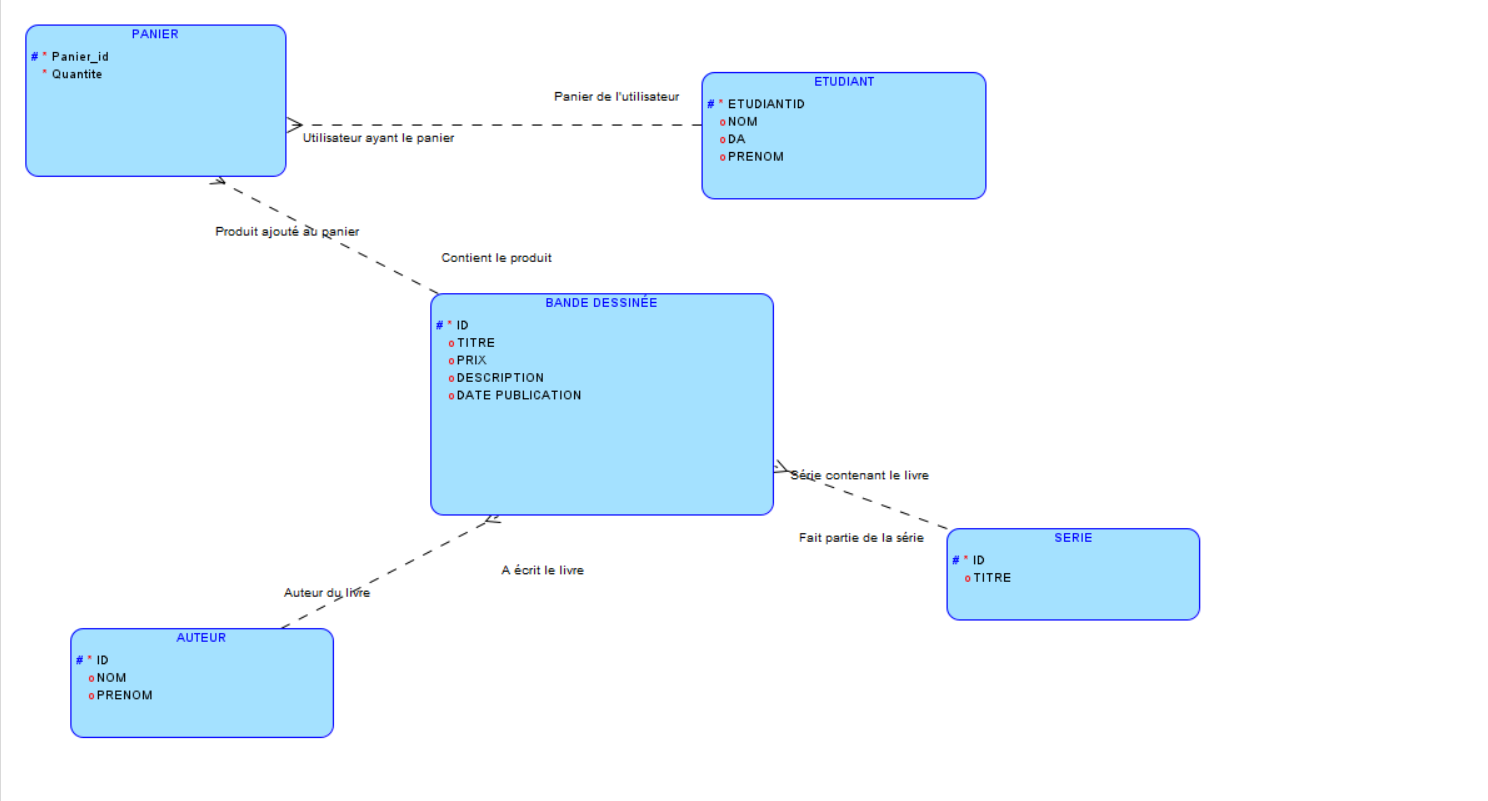 PANIER
# * Panier_id
* Quantite
ETUDIANT
# * ETUDIANTID
o NOM
o DA
o PRENOM
Panier de l'utilisateur
Utilisateur ayant le panier
Produit ajouté au panier
Contient le produit
BANDE DESSINÉE
# * ID
o TITRE
o PRIX
o DESCRIPTION
o DATE PUBLICATION
Série contenant le livre
Fait partie de la série
SERIE
# * ID
o TITRE
A écrit le livre
Auteur du livre
AUTEUR
# * ID
o NOM
o PRENOM